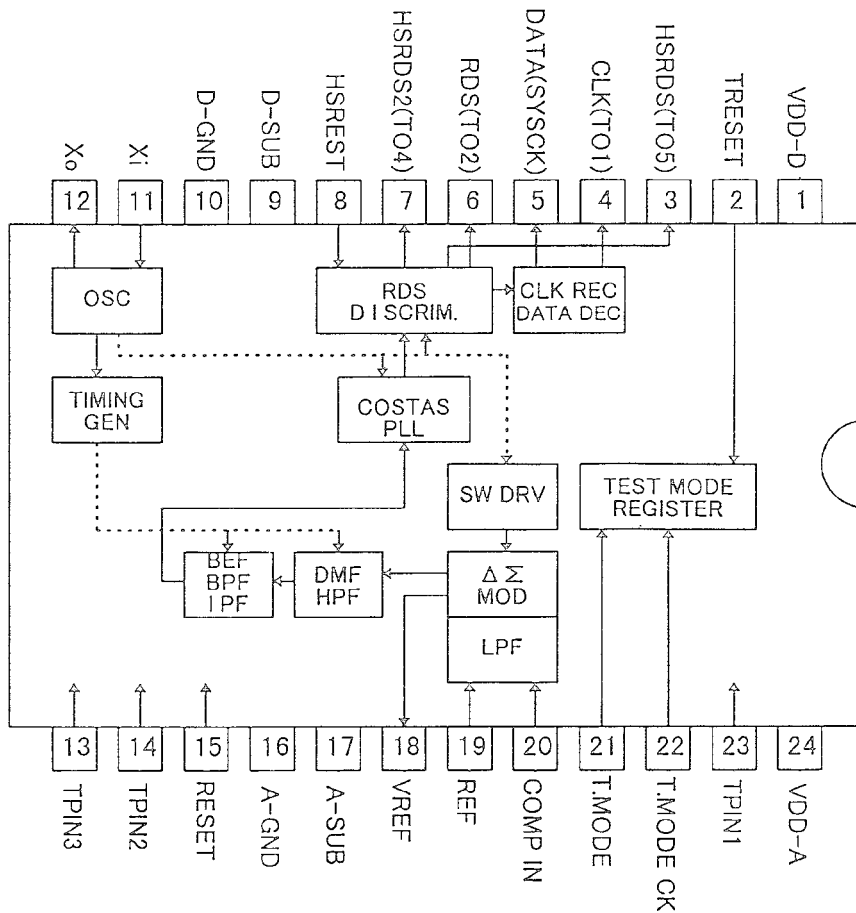 Xo
Xi
D-GND
D-SUB
HSREST
HSRDS2(TO4)
RDS(TO2)
DATA(SYSCK)
CLK(TO1)
HSRDS(TO5)
TRESET
VDD-D
12
11
10
9
8
7
6
5
4
3
2
1
OSC
RDS
DISCRIM.
CLK REC
DATA DEC
TIMING
GEN
COSTAS
PLL
SW DRV
TEST MODE
REGISTER
BEF
BPF
IPF
DMF
HPF
ΔΣ
MOD
LPF
13
14
15
16
17
18
19
20
21
22
23
24
TPIN3
TPIN2
RESET
A-GND
A-SUB
VREF
REF
COMP IN
T.MODE
T.MODE CK
TPIN1
VDD-A